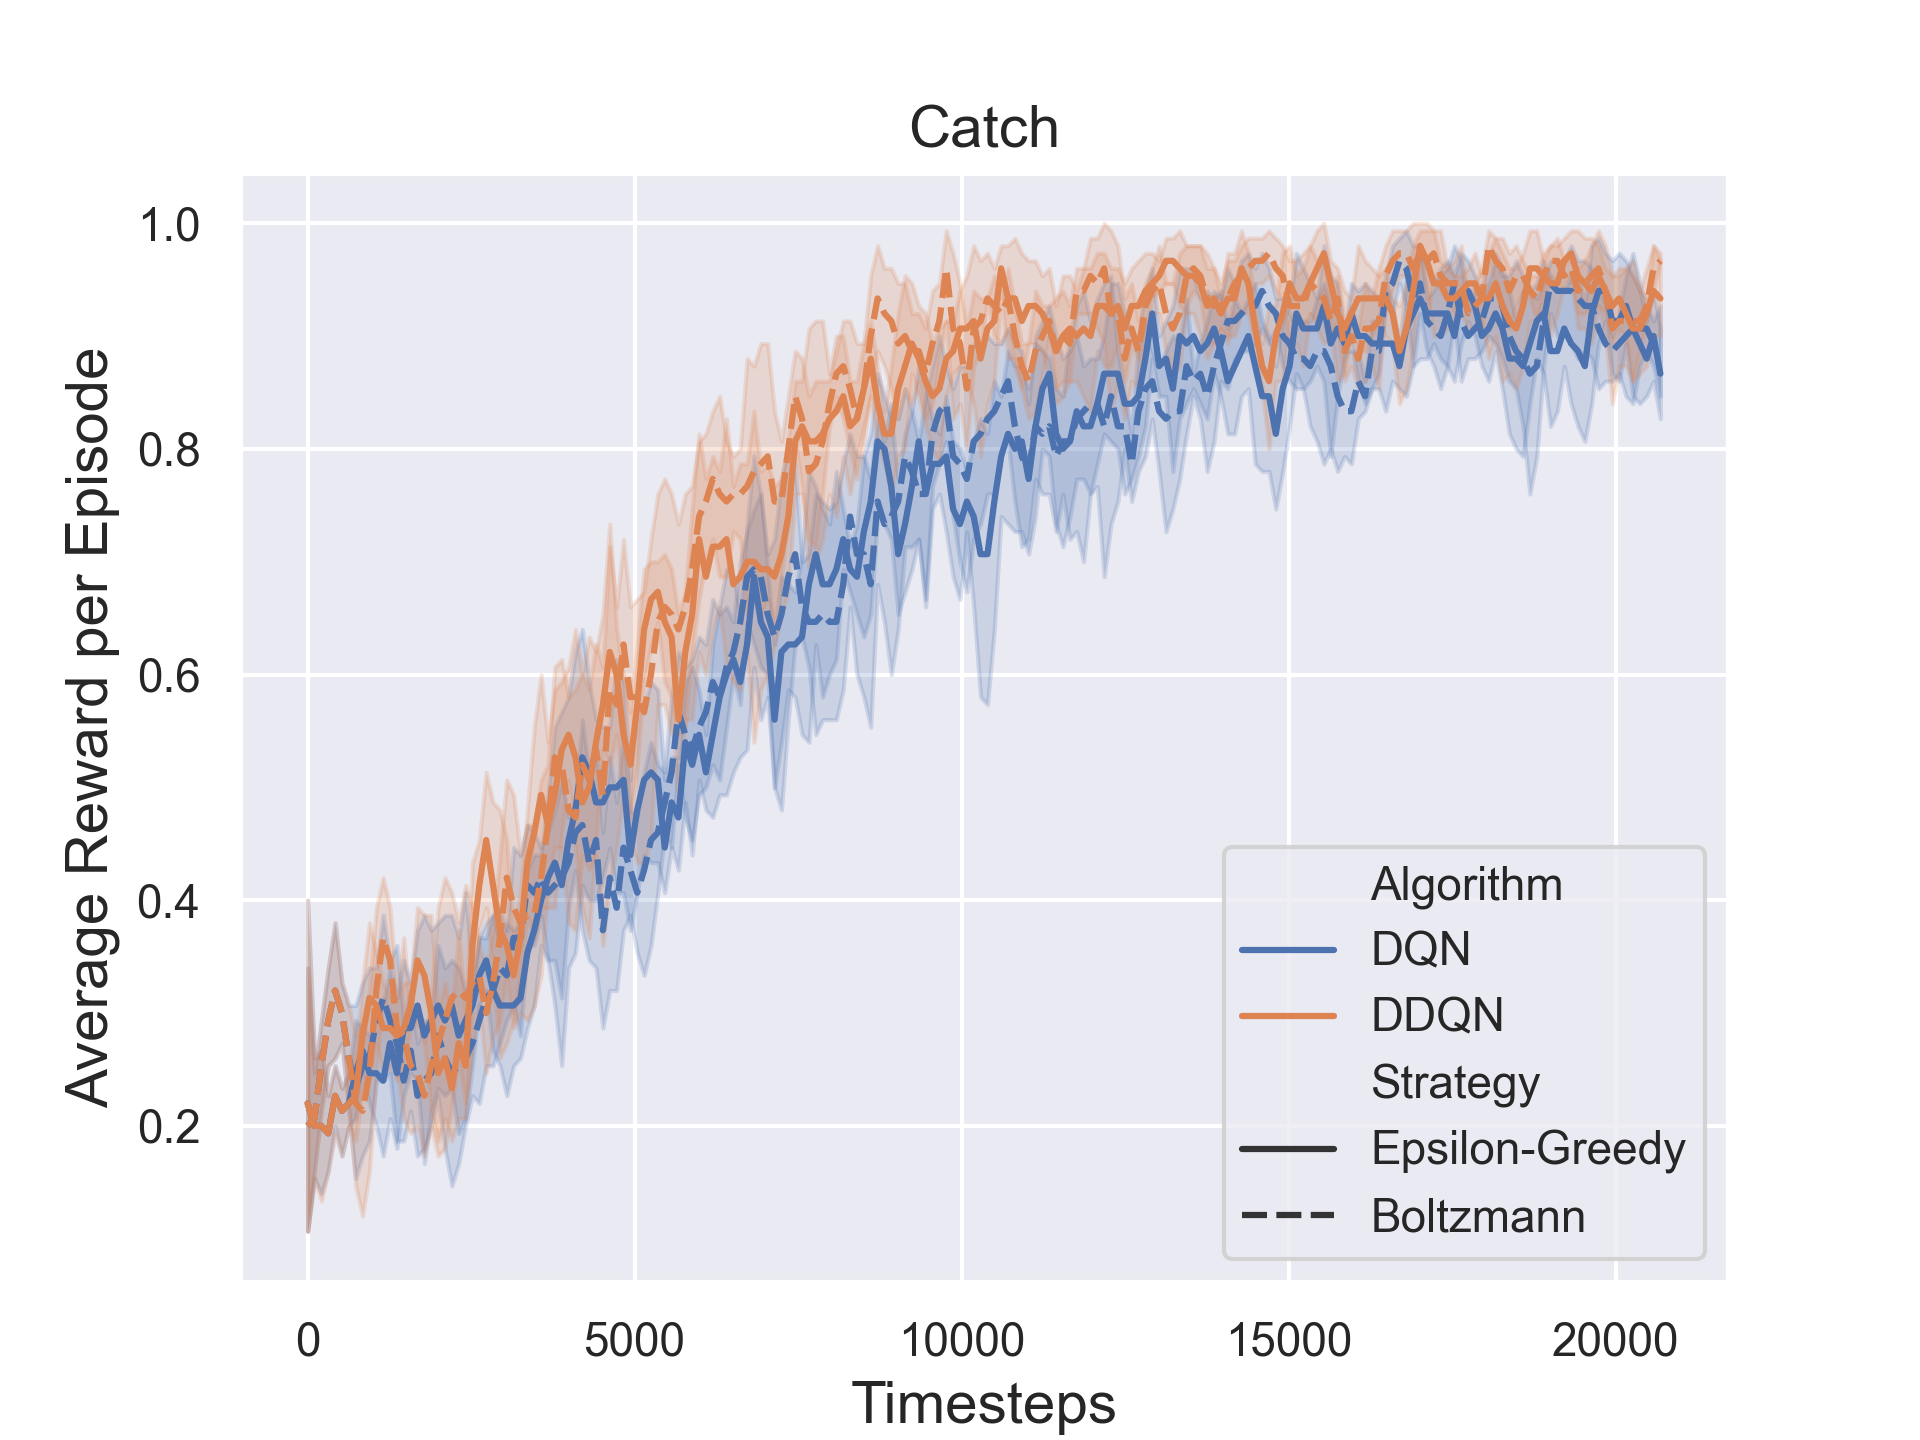 Catch
1.0
0.8
0.6
0.4
0.2
Average Reward per Episode
0
5000
10000
15000
20000
Timesteps
Algorithm
DQN
DDQN
Strategy
Epsilon-Greedy
Boltzmann